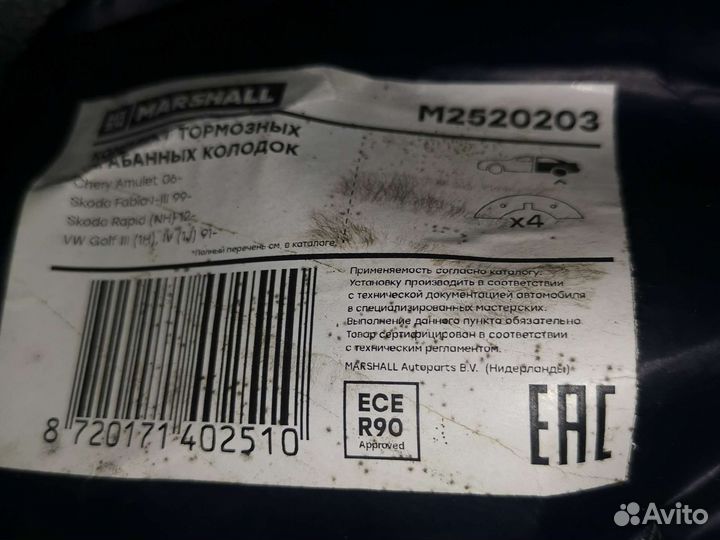 MARSHALL
M2520203
ТОРМОЗНЫХ
КОЛОДОК
Chery Amulet 06-
Skoda Fabia I-III 99-
Skoda Rapid (NH) 12-
VW Golf III (1H), IV (1J) 91-
*Полный перечень см. в каталоге
x4
Применяемость согласно каталогу.
Установку производить в соответствии
с технической документацией автомобиля
в специализированных мастерских.
Выполнение данного пункта обязательно.
Товар сертифицирован в соответствии
с техническим регламентом.
MARSHALL Autoparts B.V. (Нидерланды)
8 720171 402510
ECE
R90
Approved
EAC
Avito